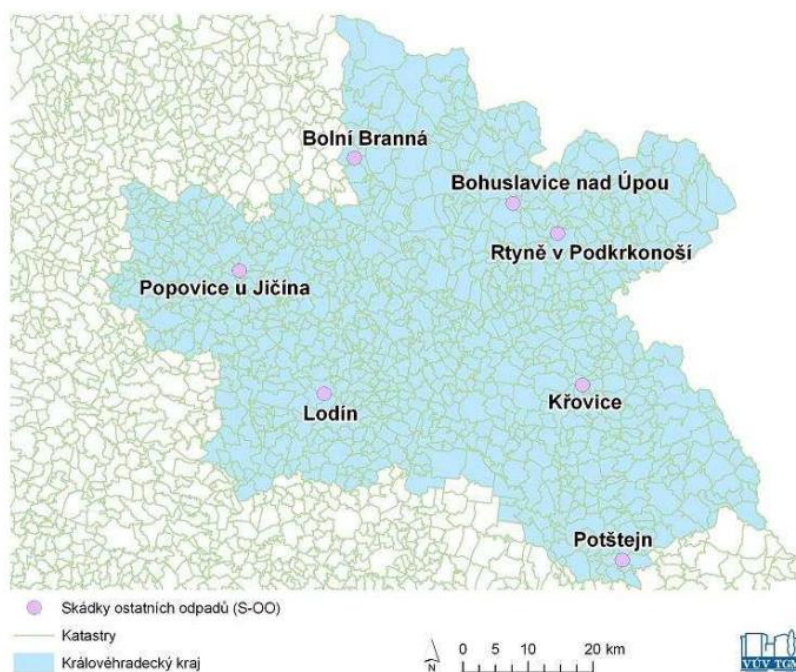 Bolní Branná
Bohuslavice nad Úpou
Rtyně v Podkrkonoší
Popovice u Jičína
Křovice
Lodín
Potštejn
Skádky ostatních odpadů (S-OO)
Katastry
Královéhradecký kraj
N
0 5 10 20 km
VÚV TGM